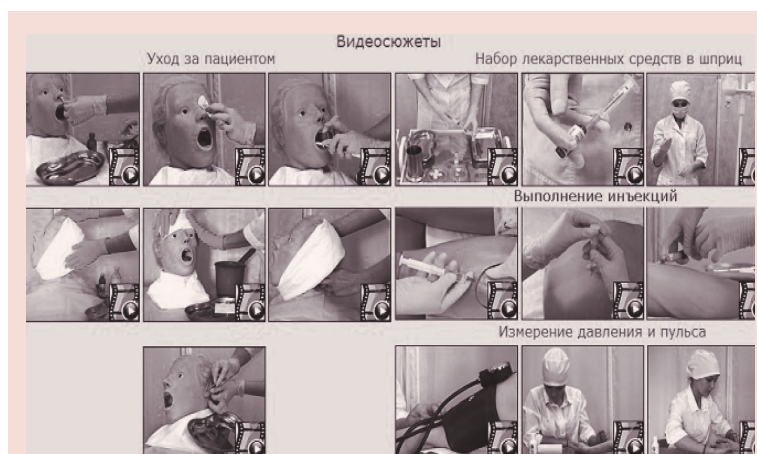 Видеосюжеты
Уход за пациентом
Набор лекарственных средств в шприц
Выполнение инъекций
Измерение давления и пульса